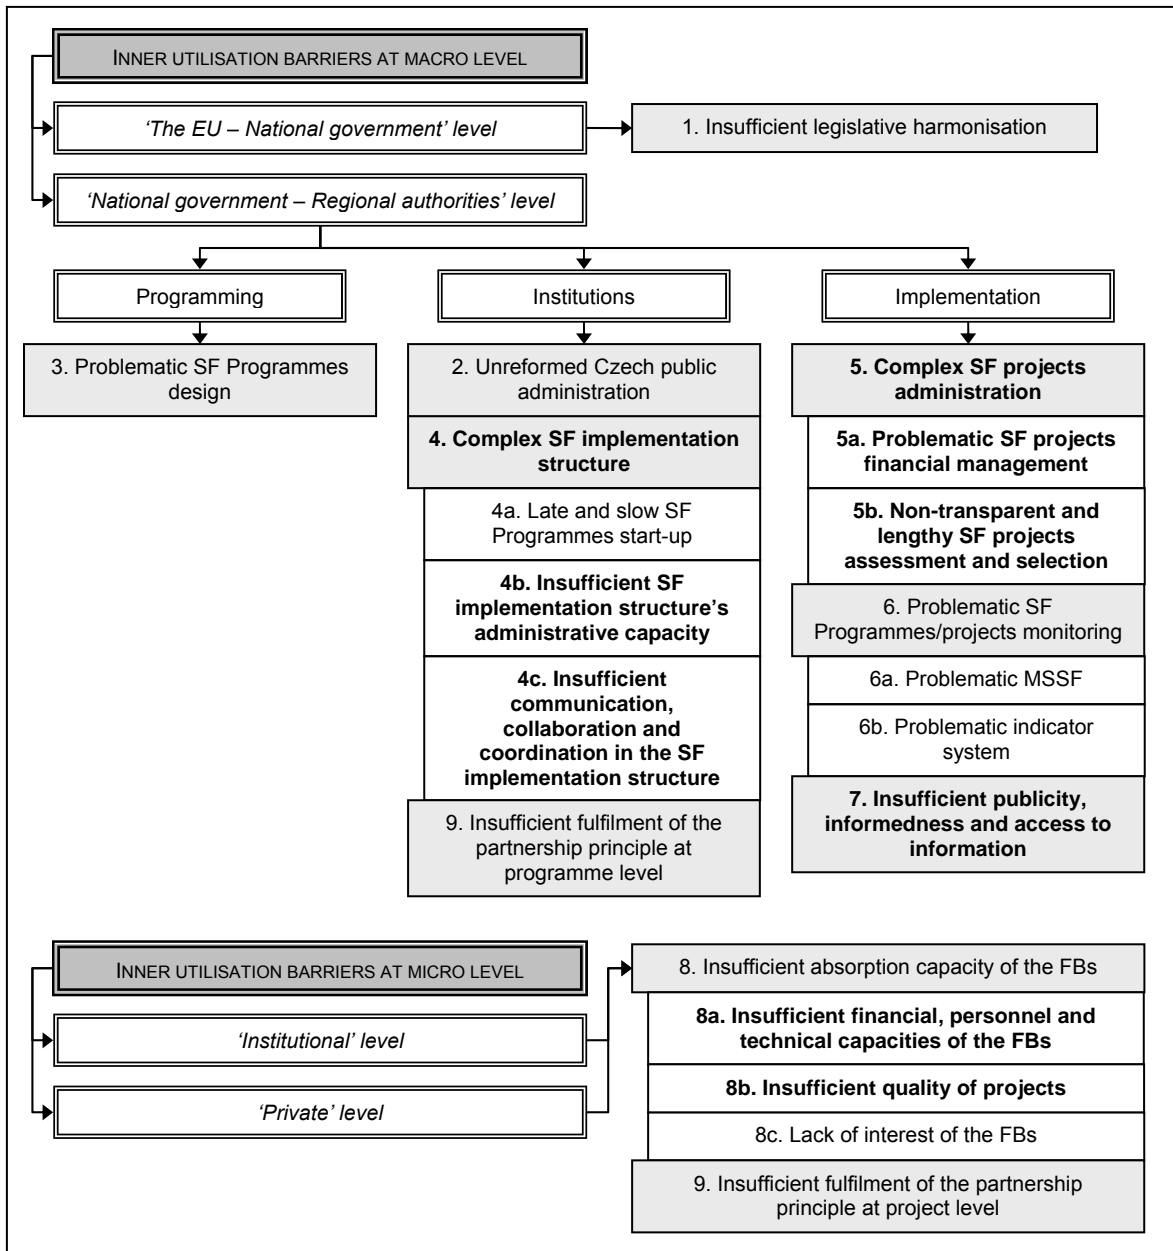 INNER UTILISATION BARRIERS AT MACRO LEVEL
‘The EU – National government’ level
1. Insufficient legislative harmonisation
‘National government – Regional authorities’ level
Programming
Institutions
Implementation
3. Problematic SF Programmes
design
2. Unreformed Czech public
administration
4. Complex SF implementation
structure
4a. Late and slow SF
Programmes start-up
4b. Insufficient SF
implementation structure’s
administrative capacity
4c. Insufficient
communication,
collaboration and
coordination in the SF
implementation structure
9. Insufficient fulfilment of the
partnership principle at
programme level
5. Complex SF projects
administration
5a. Problematic SF projects
financial management
5b. Non-transparent and
lengthy SF projects
assessment and selection
6. Problematic SF
Programmes/projects monitoring
6a. Problematic MSSF
6b. Problematic indicator
system
7. Insufficient publicity,
informedness and access to
information
INNER UTILISATION BARRIERS AT MICRO LEVEL
‘Institutional’ level
‘Private’ level
8. Insufficient absorption capacity of the FBs
8a. Insufficient financial, personnel and
technical capacities of the FBs
8b. Insufficient quality of projects
8c. Lack of interest of the FBs
9. Insufficient fulfilment of the partnership
principle at project level